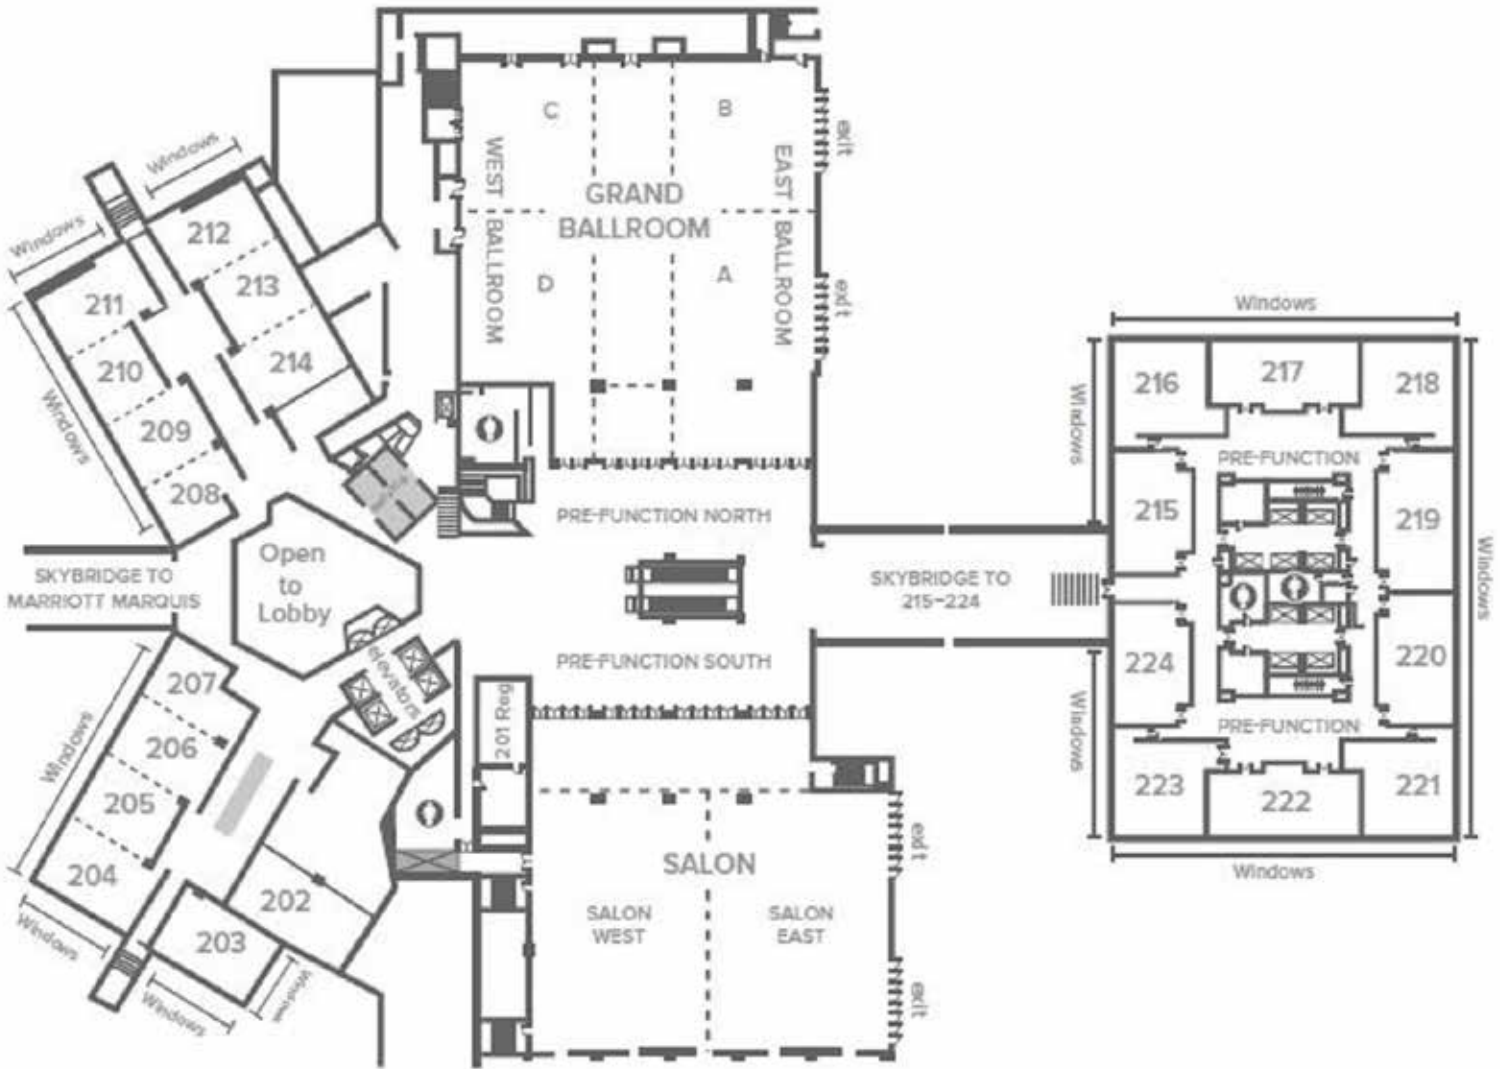 C
B
exit
WEST BALLROOM
GRAND
BALLROOM
EAST BALLROOM
D
A
exit
Windows
Windows
212
213
214
211
210
209
208
Windows
Open
to
Lobby
SKYBRIDGE TO
MARRIOTT MARQUIS
PRE-FUNCTION NORTH
PRE-FUNCTION SOUTH
SKYBRIDGE TO
215-224
elevators
207
206
205
204
Windows
Windows
202
203
Windows
Windows
201 Reg
SALON
SALON
WEST
SALON
EAST
exit
exit
Windows
216
217
218
Windows
PRE-FUNCTION
215
219
Windows
224
220
Windows
PRE-FUNCTION
223
222
221
Windows